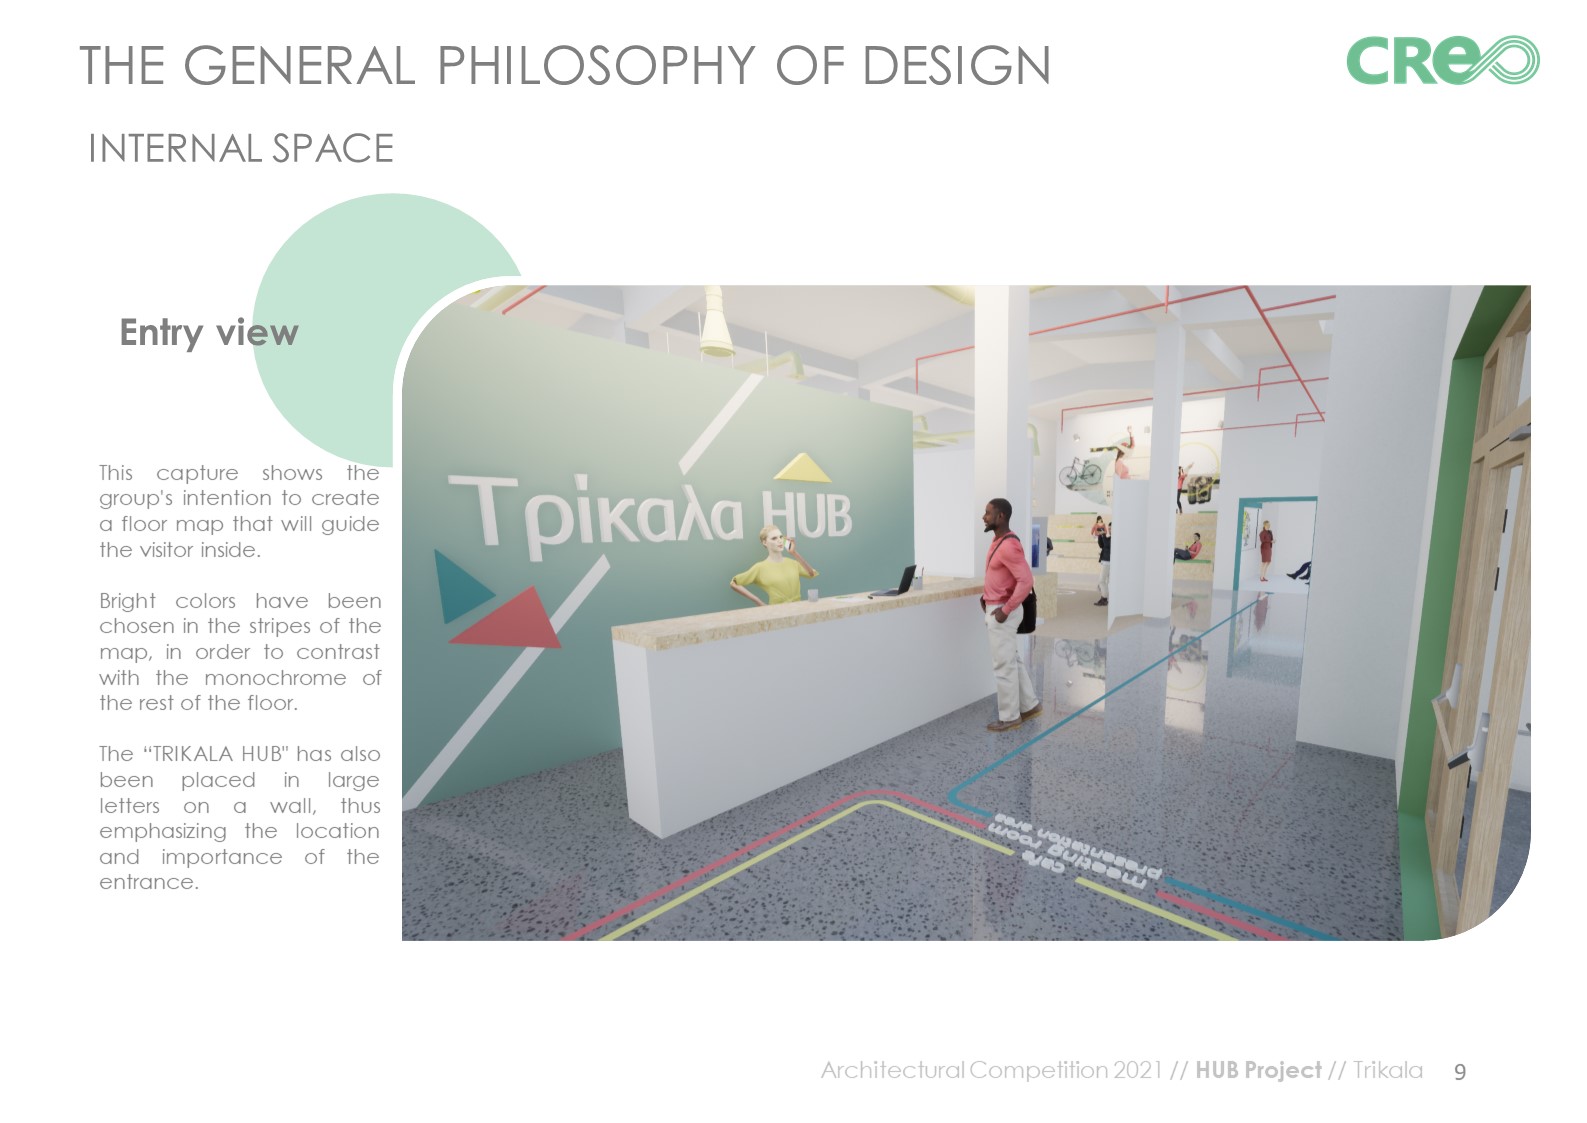 THE GENERAL PHILOSOPHY OF DESIGN
CREO
INTERNAL SPACE
Entry view
This capture shows the
group's intention to create
a floor map that will guide
the visitor inside.
Bright colors have been
chosen in the stripes of the
map, in order to contrast
with the monochrome of
the rest of the floor.
The “TRIKALA HUB" has also
been placed in large
letters on a wall, thus
emphasizing the location
and importance of the
entrance.
Τρίκαλα HUB
cafe
meeting room
presentation area
Architectural Competition 2021 // HUB Project // Trikala 9